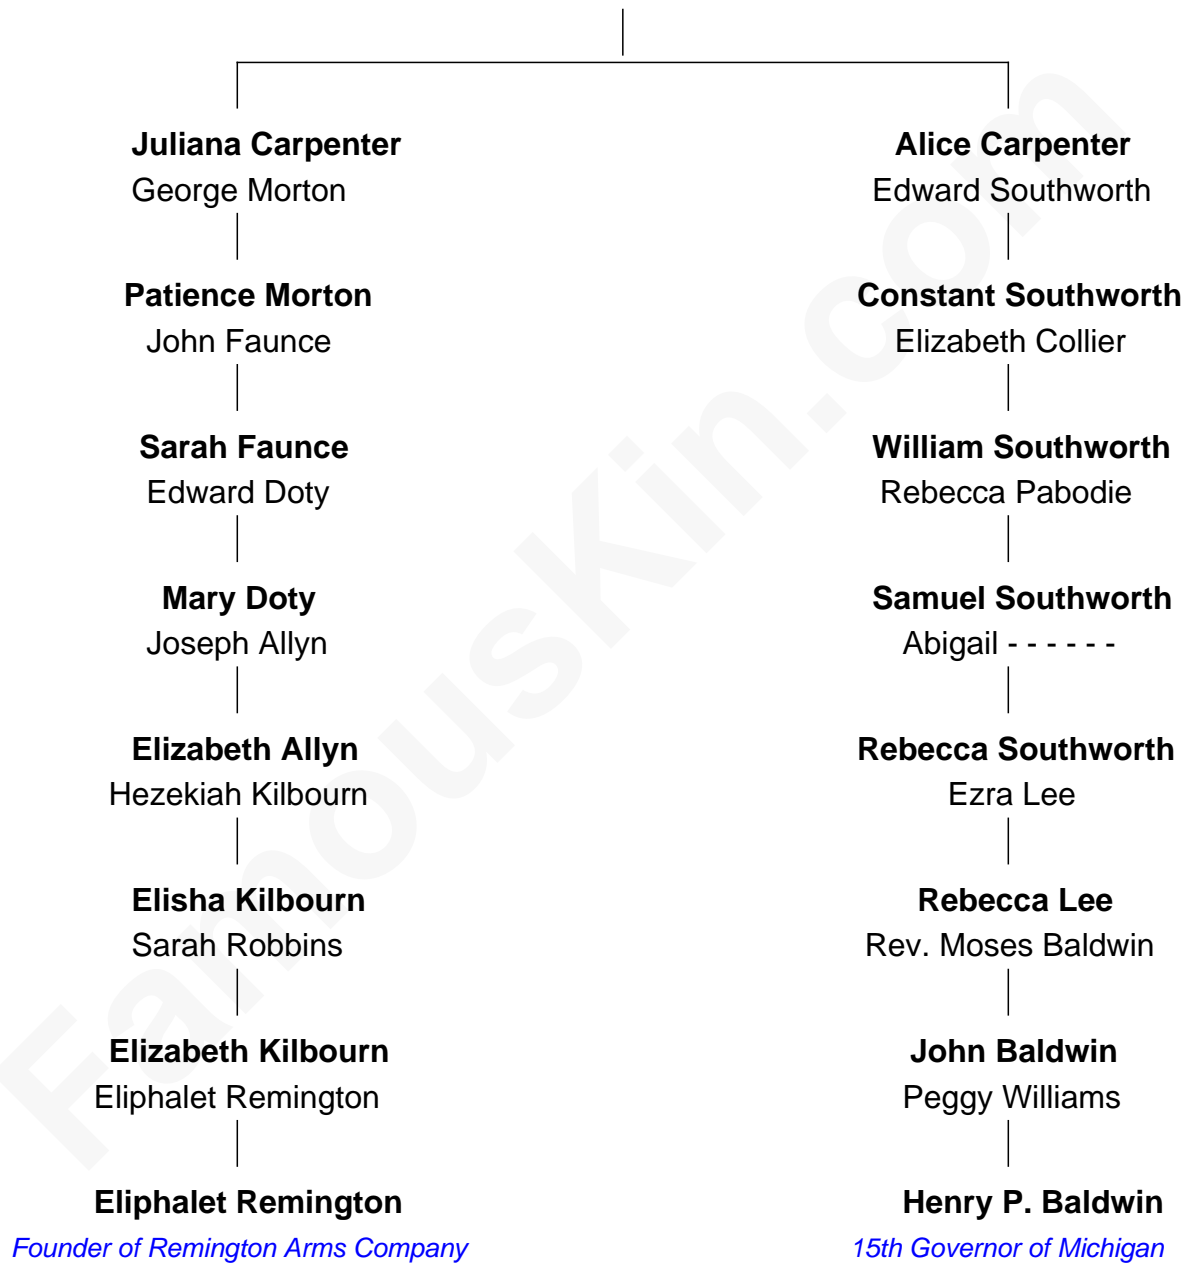 Juliana Carpenter
George Morton
Patience Morton
John Faunce
Sarah Faunce
Edward Doty
Mary Doty
Joseph Allyn
Elizabeth Allyn
Hezekiah Kilbourn
Elisha Kilbourn
Sarah Robbins
Elizabeth Kilbourn
Eliphalet Remington
Eliphalet Remington
Founder of Remington Arms Company
Alice Carpenter
Edward Southworth
Constant Southworth
Elizabeth Collier
William Southworth
Rebecca Pabodie
Samuel Southworth
Abigail - - - - - -
Rebecca Southworth
Ezra Lee
Rebecca Lee
Rev. Moses Baldwin
John Baldwin
Peggy Williams
Henry P. Baldwin
15th Governor of Michigan
FamousKin.com